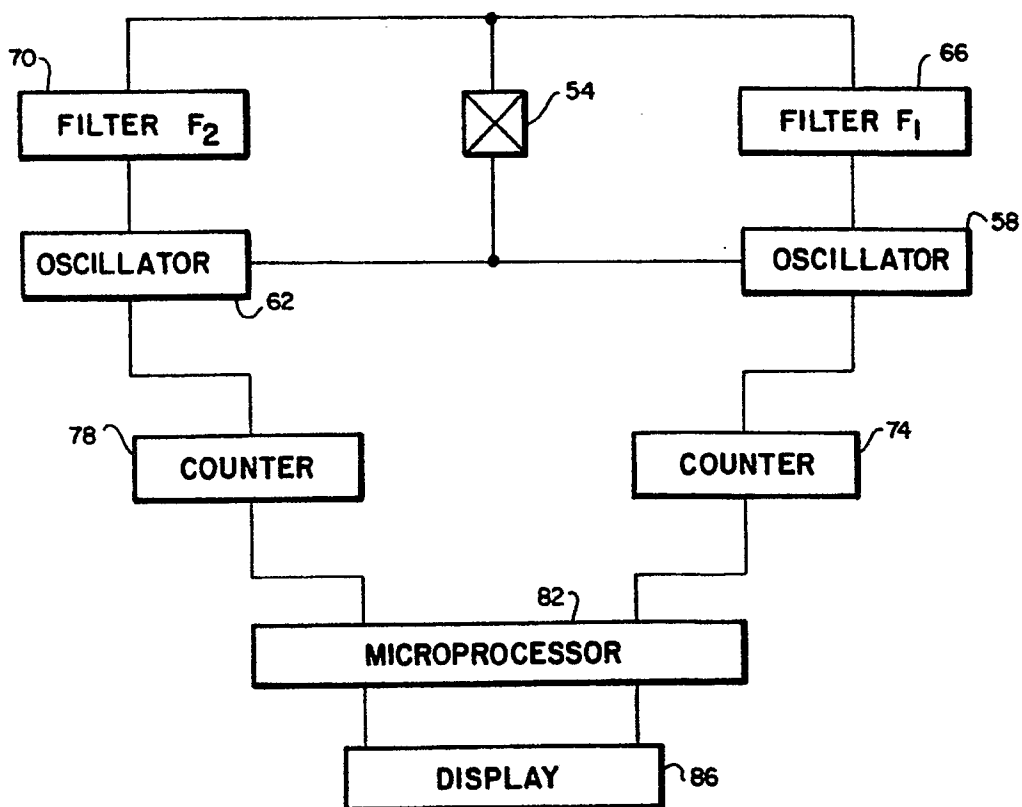 70
66
54
FILTER F2
FILTER F1
58
OSCILLATOR
OSCILLATOR
62
78
74
COUNTER
COUNTER
82
MICROPROCESSOR
DISPLAY
86